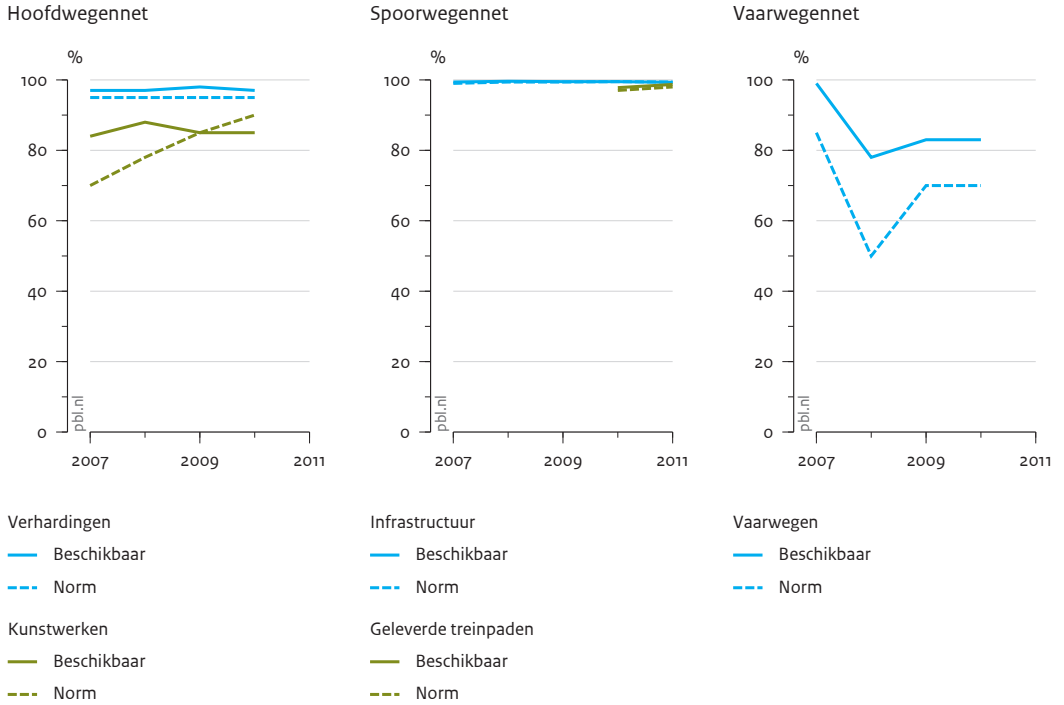 Hoofdwegennet
%
100
80
60
40
20
0
pbl.nl
2007 2009 2011
Verhardingen
Beschikbaar
Norm
Kunstwerken
Beschikbaar
Norm
Spoorwegennet
%
100
80
60
40
20
0
pbl.nl
2007 2009 2011
Infrastructuur
Beschikbaar
Norm
Geleverde treinpaden
Beschikbaar
Norm
Vaarwegennet
%
100
80
60
40
20
0
pbl.nl
2007 2009 2011
Vaarwegen
Beschikbaar
Norm